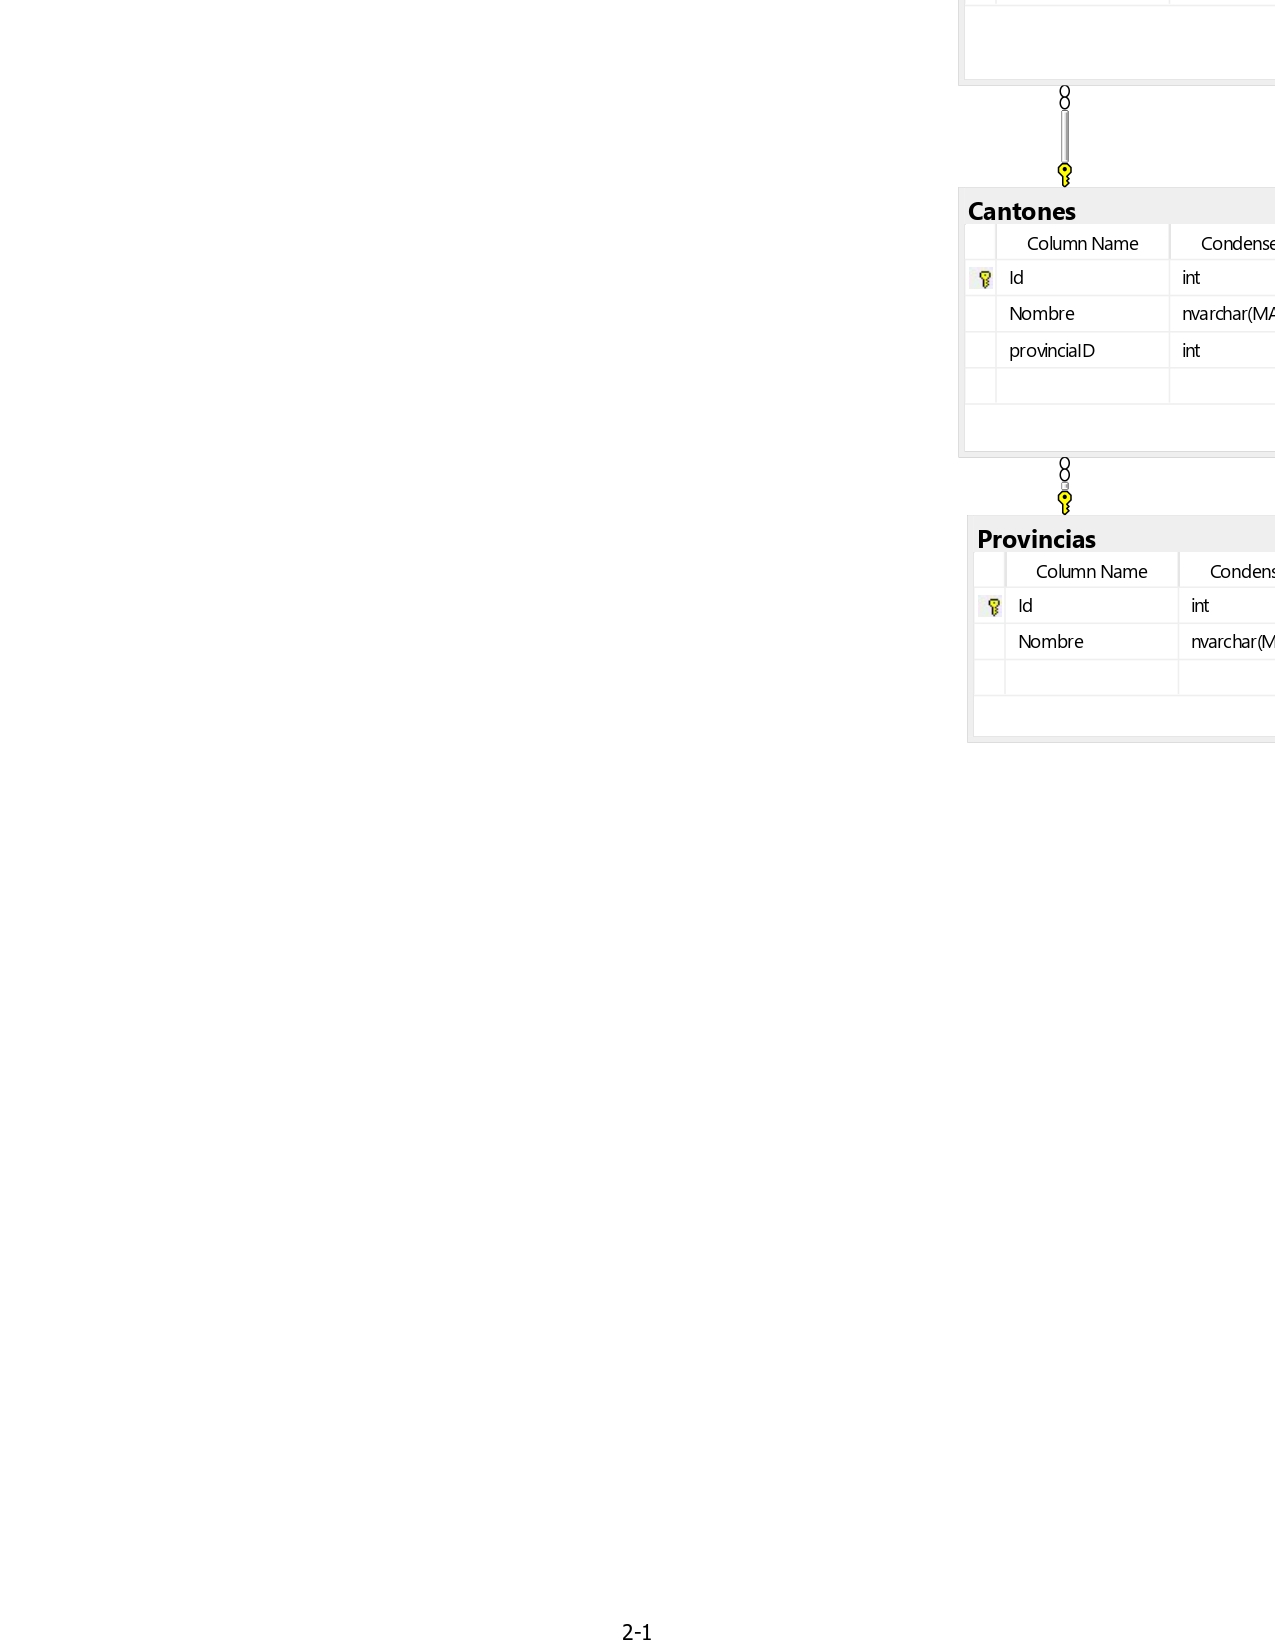 Cantones
Column Name Condense
Id int
Nombre nvarchar(MA
provinciaID int
Provincias
Column Name Condens
Id int
Nombre nvarchar(M
2-1